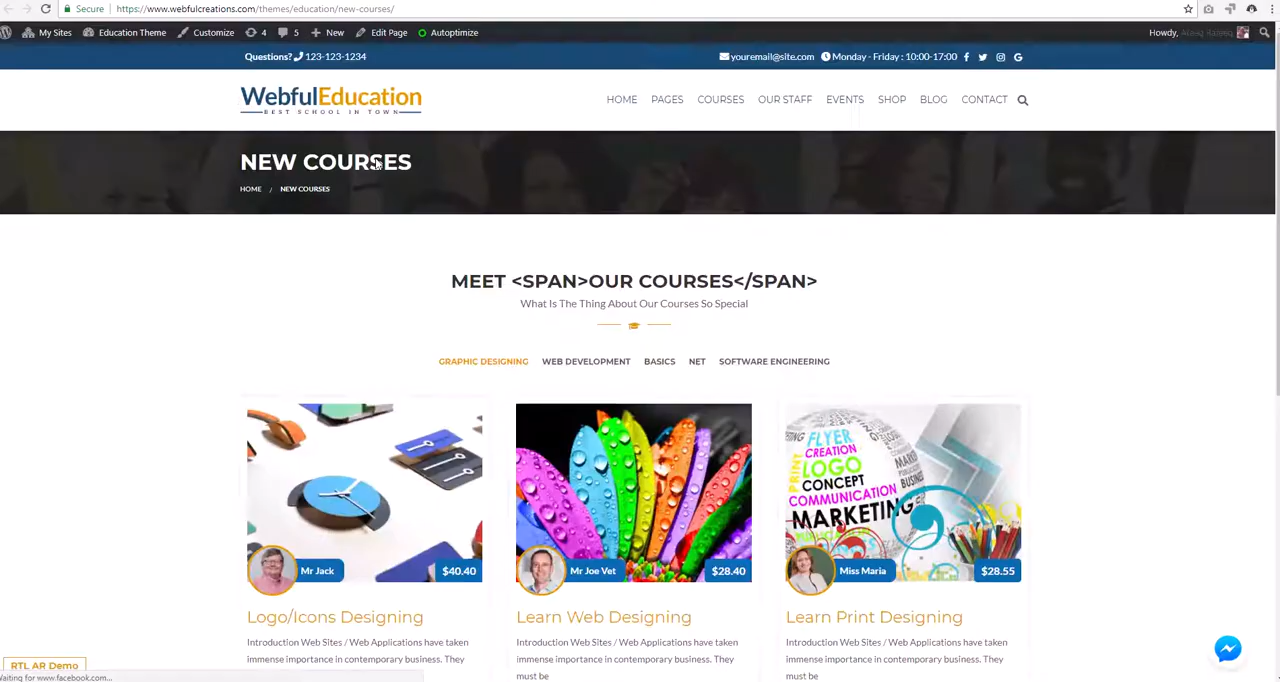 Secure https://www.webfulcreations.com/themes/education/new-courses/
My Sites Education Theme Customize 4 5 New Edit Page Autoptimize Howdy,
Questions? 123-123-1234 youremail@site.com Monday - Friday : 10:00-17:00
WebfulEducation
BEST SCHOOL IN TOWN
HOME PAGES COURSES OUR STAFF EVENTS SHOP BLOG CONTACT
NEW COURSES
HOME / NEW COURSES
MEET <SPAN>OUR COURSES</SPAN>
What Is The Thing About Our Courses So Special
GRAPHIC DESIGNING WEB DEVELOPMENT BASICS NET SOFTWARE ENGINEERING
FLYER
CREATION
PRINT LOGO
CONCEPT
COMMUNICATION
MARKETING
Mr Jack $40.40 Mr Joe Vet $28.40 Miss Maria $28.55
Logo/Icons Designing Learn Web Designing Learn Print Designing
Introduction Web Sites / Web Applications have taken Introduction Web Sites / Web Applications have taken Introduction Web Sites / Web Applications have taken
immense importance in contemporary business. They immense importance in contemporary business. They immense importance in contemporary business. They
must be must be
RTL AR Demo
Waiting for www.facebook.com...